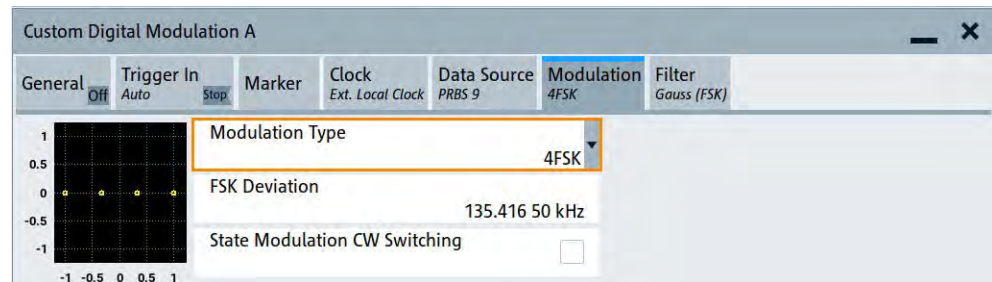 Custom Digital Modulation A
General Off
Trigger In
Auto Stop
Marker
Clock
Ext. Local Clock
Data Source
PRBS 9
Modulation
4FSK
Filter
Gauss (FSK)
Modulation Type
4FSK
FSK Deviation
135.416 50 kHz
State Modulation CW Switching
1
0.5
0
-0.5
-1
-1 -0.5 0 0.5 1